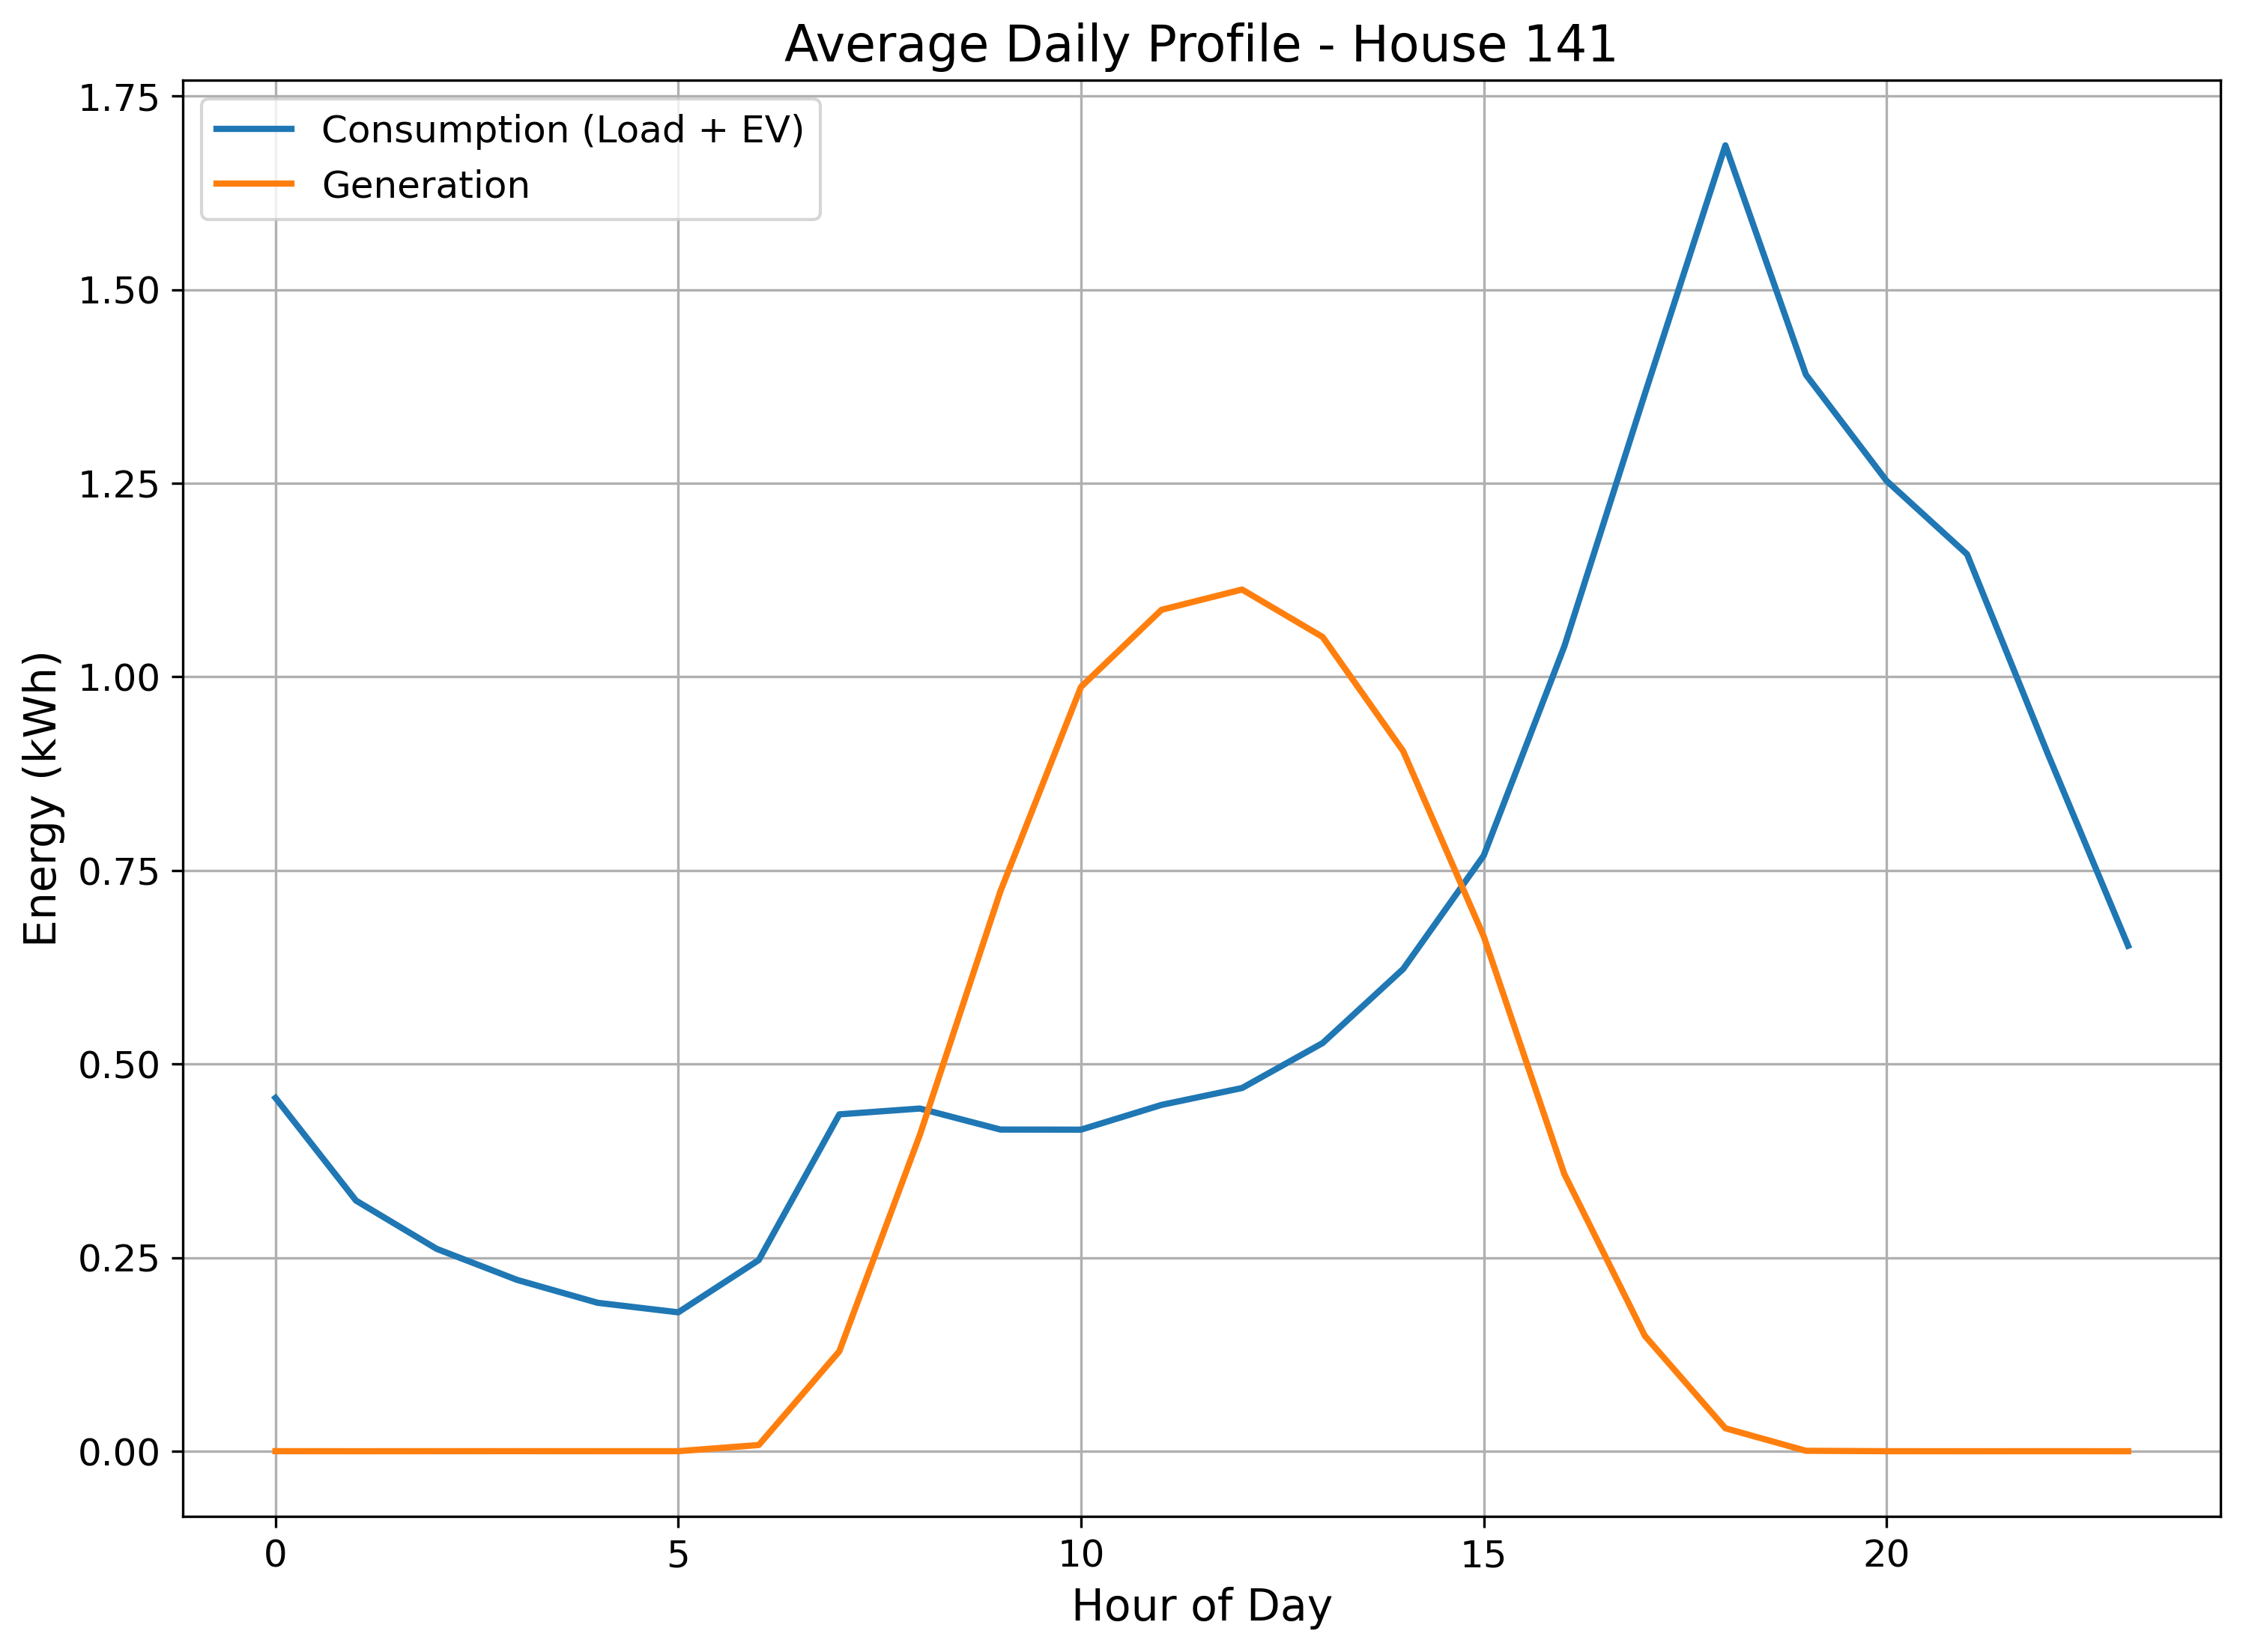 Average Daily Profile - House 141
Consumption (Load + EV)
Generation
Energy (kWh)
1.75
1.50
1.25
1.00
0.75
0.50
0.25
0.00
0
5
10
15
20
Hour of Day